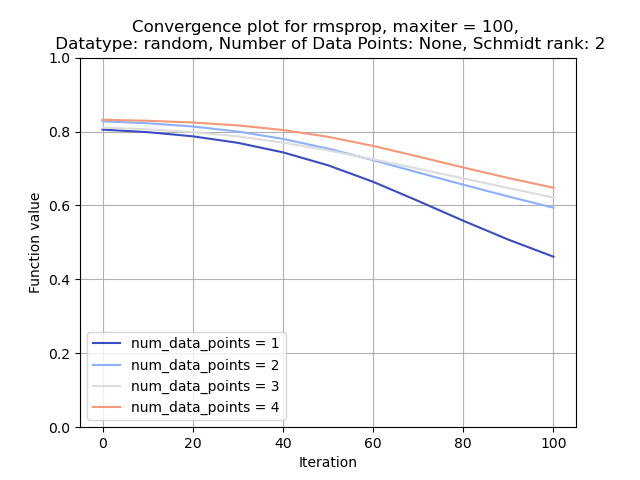 Convergence plot for rmsprop, maxiter = 100,
Datatype: random, Number of Data Points: None, Schmidt rank: 2
1.0
0.8
0.6
0.4
0.2
0.0
Function value
num_data_points = 1
num_data_points = 2
num_data_points = 3
num_data_points = 4
0 20 40 60 80 100
Iteration